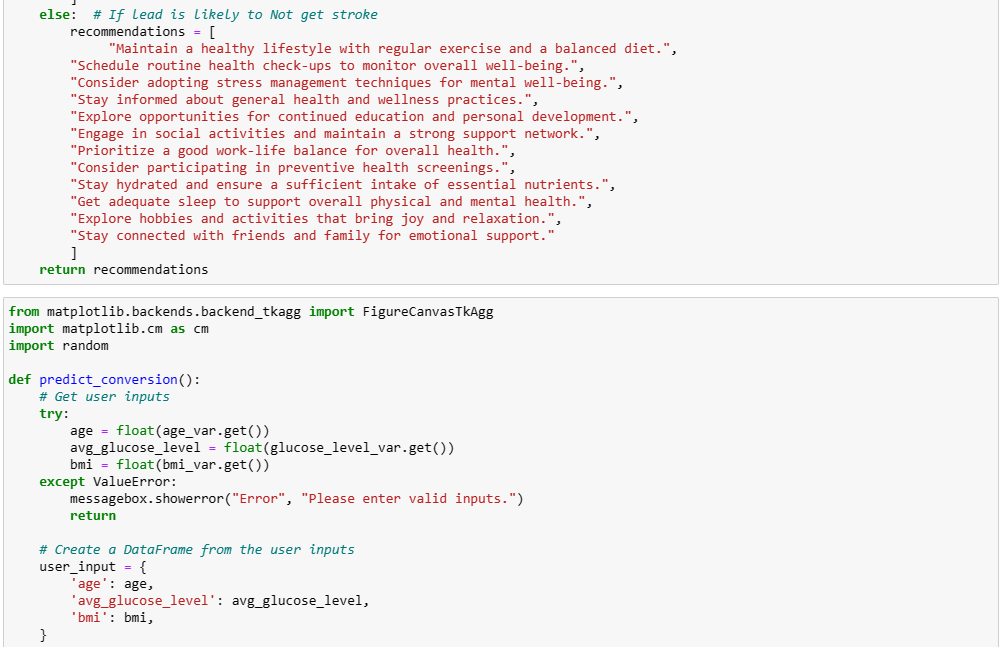 ]
else:  # If Lead is likely to Not get stroke
recommendations = [
"Maintain a healthy lifestyle with regular exercise and a balanced diet.",
"Schedule routine health check-ups to monitor overall well-being.",
"Consider adopting stress management techniques for mental well-being.",
"Stay informed about general health and wellness practices.",
"Explore opportunities for continued education and personal development.",
"Engage in social activities and maintain a strong support network.",
"Prioritize a good work-life balance for overall health.",
"Consider participating in preventive health screenings.",
"Stay hydrated and ensure a sufficient intake of essential nutrients.",
"Get adequate sleep to support overall physical and mental health.",
"Explore hobbies and activities that bring joy and relaxation.",
"Stay connected with friends and family for emotional support."
]
return recommendations
from matplotlib.backends.backend_tkagg import FigureCanvasTkAgg
import matplotlib.cm as cm
import random
def predict_conversion():
# Get user inputs
try:
age = float(age_var.get())
avg_glucose_level = float(glucose_level_var.get())
bmi = float(bmi_var.get())
except ValueError:
messagebox.showerror("Error", "Please enter valid inputs.")
return
# Create a DataFrame from the user inputs
user_input = {
'age': age,
'avg_glucose_level': avg_glucose_level,
'bmi': bmi,
}